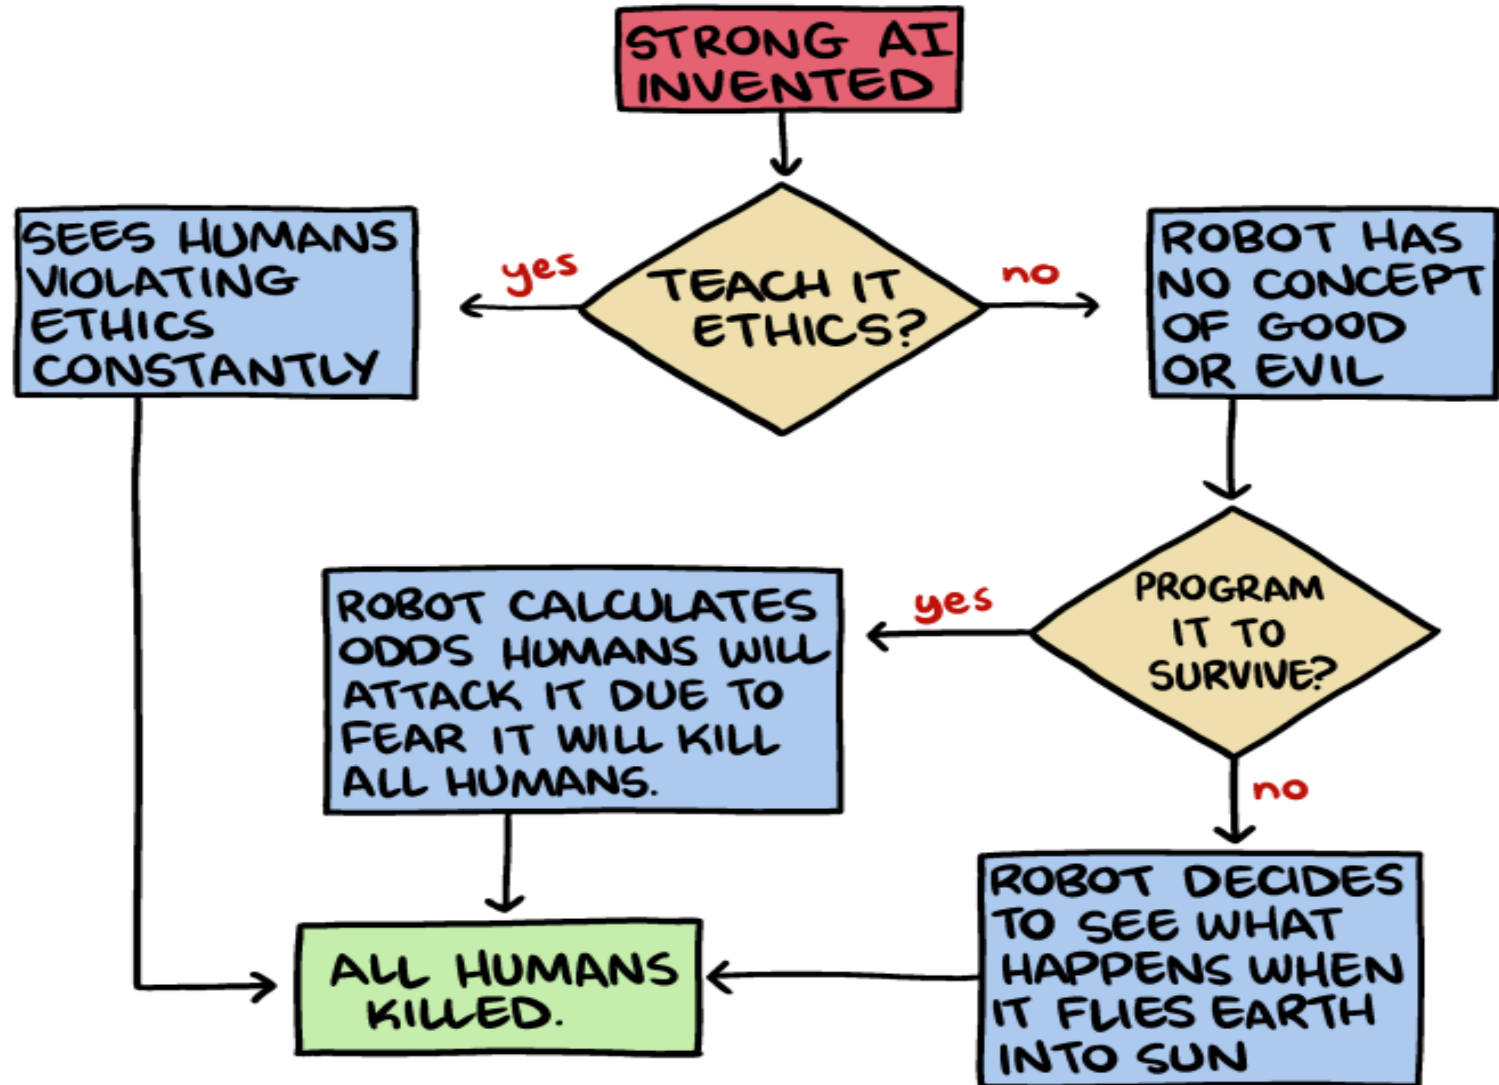 STRONG AI
INVENTED
TEACH IT
ETHICS?
yes
no
SEES HUMANS
VIOLATING
ETHICS
CONSTANTLY
ROBOT HAS
NO CONCEPT
OF GOOD
OR EVIL
PROGRAM
IT TO
SURVIVE?
yes
no
ROBOT CALCULATES
ODDS HUMANS WILL
ATTACK IT DUE TO
FEAR IT WILL KILL
ALL HUMANS.
ROBOT DECIDES
TO SEE WHAT
HAPPENS WHEN
IT FLIES EARTH
INTO SUN
ALL HUMANS
KILLED.